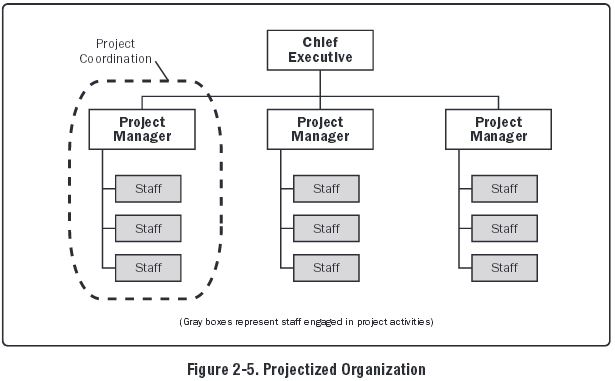 Project
Coordination
Chief
Executive
Project
Manager
Project
Manager
Project
Manager
Staff
Staff
Staff
Staff
Staff
Staff
Staff
Staff
Staff
(Gray boxes represent staff engaged in project activities)
Figure 2-5. Projectized Organization